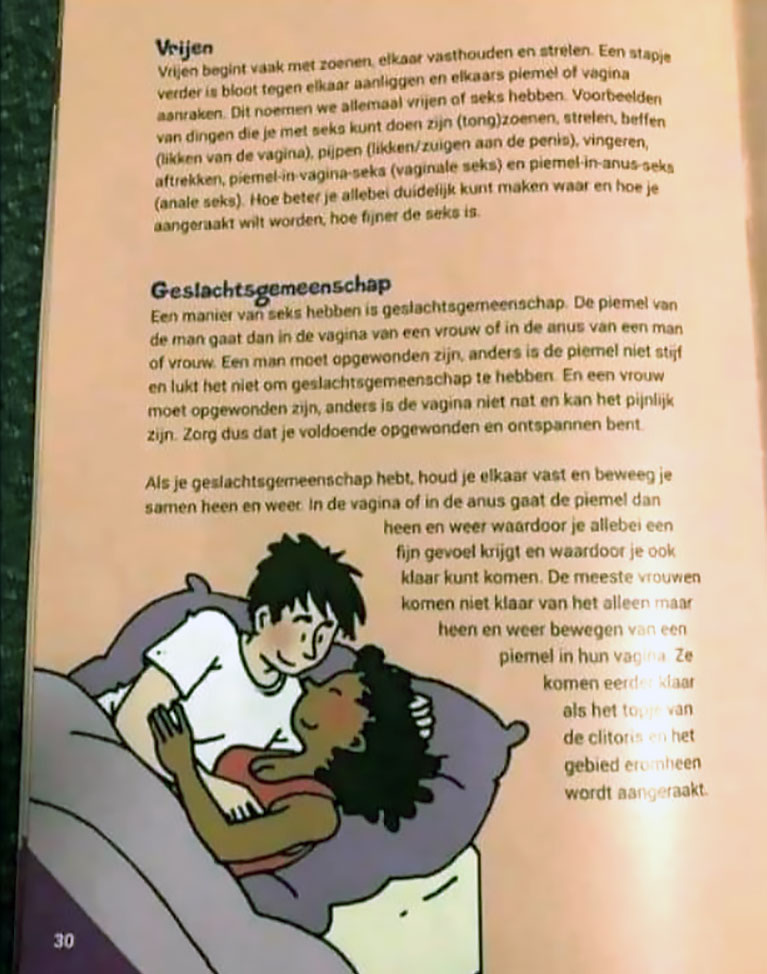 Vrijen
Vrijen begint vaak met zoenen, elkaar vasthouden en strelen. Een stapje
verder is bloot tegen elkaar aanliggen en elkaars piemel of vagina
aanraken. Dit noemen we allemaal vrijen of seks hebben. Voorbeelden
van dingen die je met seks kunt doen zijn (tong)zoenen, strelen, beffen
(likken van de vagina), pijpen (likken/zuigen aan de penis), vingeren,
aftrekken, piemel-in-vagina-seks (vaginale seks) en piemel-in-anus-seks
(anale seks). Hoe beter je allebei duidelijk kunt maken waar en hoe je
aangeraakt wilt worden, hoe fijner de seks is.
Geslachtsgemeenschap
Een manier van seks hebben is geslachtsgemeenschap. De piemel van
de man gaat dan in de vagina van een vrouw of in de anus van een man
of vrouw. Een man moet opgewonden zijn, anders is de piemel niet stijf
en lukt het niet om geslachtsgemeenschap te hebben. En een vrouw
moet opgewonden zijn, anders is de vagina niet nat en kan het pijnlijk
zijn. Zorg dus dat je voldoende opgewonden en ontspannen bent.
Als je geslachtsgemeenschap hebt, houd je elkaar vast en beweeg je
samen heen en weer. In de vagina of in de anus gaat de piemel dan
heen en weer waardoor je allebei een
fijn gevoel krijgt en waardoor je ook
klaar kunt komen. De meeste vrouwen
komen niet klaar van het alleen maar
heen en weer bewegen van een
piemel in hun vagina. Ze
komen eerder klaar
als het topje van
de clitoris en het
gebied eromheen
wordt aangeraakt.
30